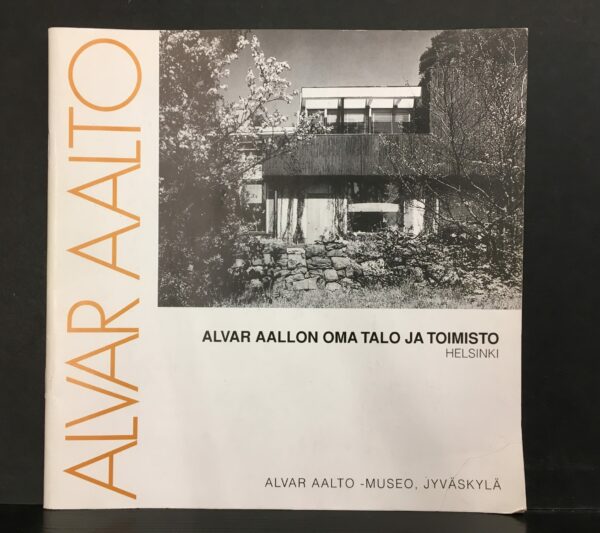 ALVAR AALTO
ALVAR AALLON OMA TALO JA TOIMISTO
HELSINKI
ALVAR AALTO -MUSEO, JYVÄSKYLÄ